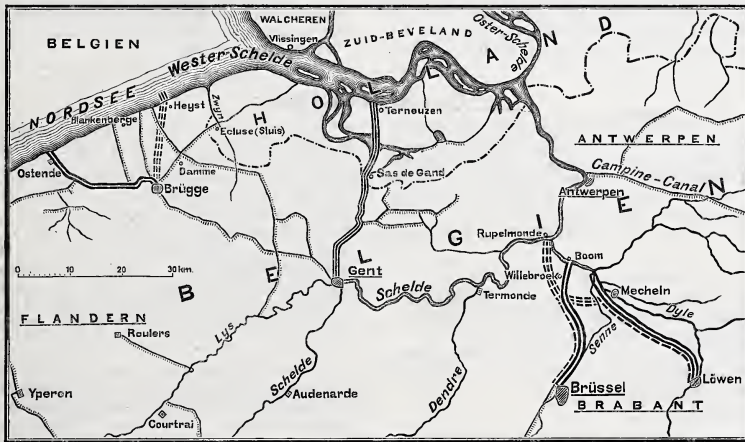 BELGIEN
WALCHEREN
Vlissingen
ZUID-BEVELAND
Oster-Schelde
NORDSEE
Wester-Schelde
HOLLAND
Heyst
Blankenberge
Zwyn
Ecluse (Sluis)
Terneuzen
Ostende
Damme
Brügge
Sas de Gand
ANTWERPEN
Campine-Canal
Antwerpen
Rupelmonde
Boom
Willebroek
Mecheln
Dyle
Senne
0 10 20 30 km.
BELGIEN
Gent
Schelde
Termonde
FLANDERN
Roulers
Lys
Schelde
Audenarde
Dendre
Yperen
Courtrai
Brüssel
Löwen
BRABANT